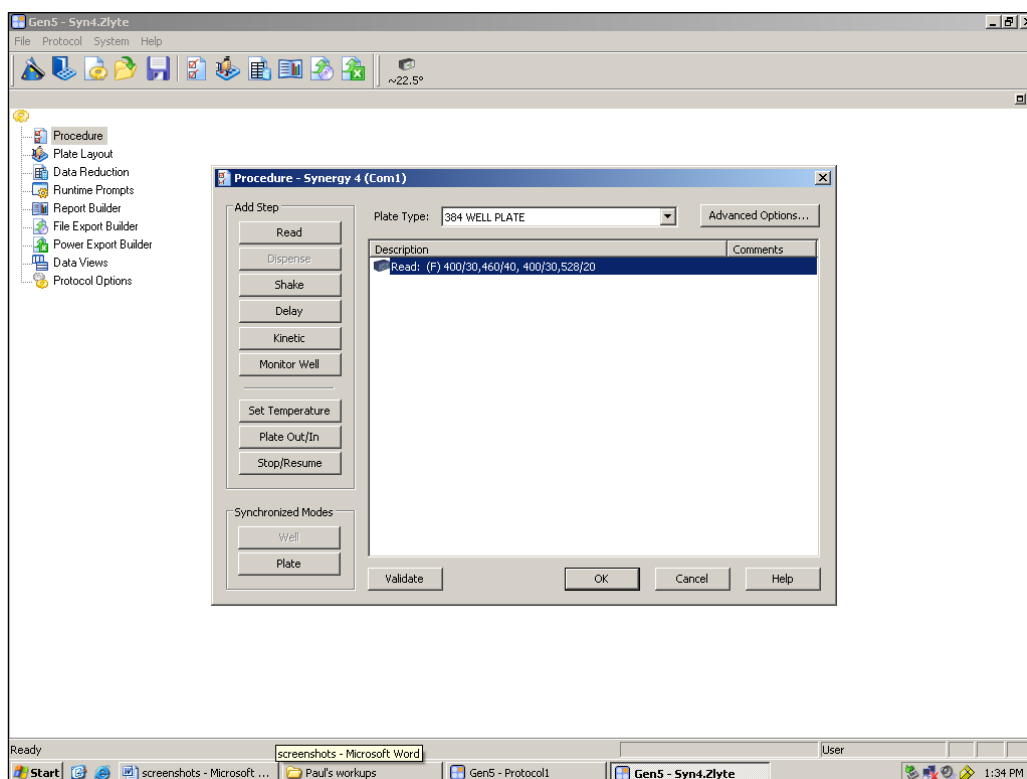 Gen5 - Syn4.Zlyte
File Protocol System Help
~22.5°
Procedure
Plate Layout
Data Reduction
Runtime Prompts
Report Builder
File Export Builder
Power Export Builder
Data Views
Protocol Options
Procedure - Synergy 4 (Com1)
Add Step
Read
Dispense
Shake
Delay
Kinetic
Monitor Well
Set Temperature
Plate Out/In
Stop/Resume
Synchronized Modes
Well
Plate
Plate Type: 384 WELL PLATE Advanced Options...
Description Comments
Read: (F) 400/30,460/40, 400/30,528/20
Validate OK Cancel Help
Ready User
screenshots - Microsoft Word
Start screenshots - Microsoft ... Paul's workups Gen5 - Protocol1 Gen5 - Syn4.Zlyte 1:34 PM